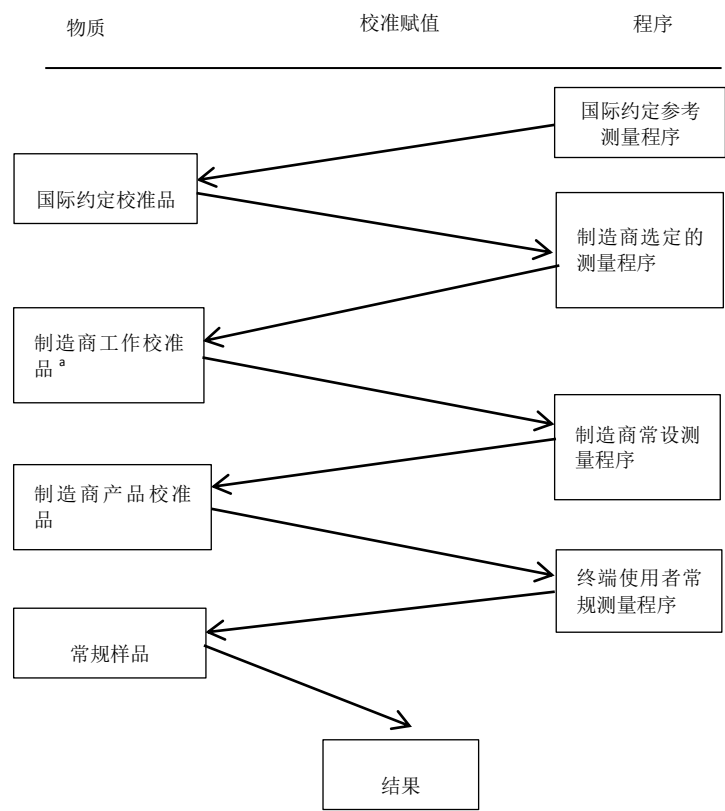 物质 校准赋值 程序
国际约定参考
测量程序
国际约定校准品
制造商选定的
测量程序
制造商工作校准
品 a
制造商常设测
量程序
制造商产品校准
品
终端使用者常
规测量程序
常规样品
结果